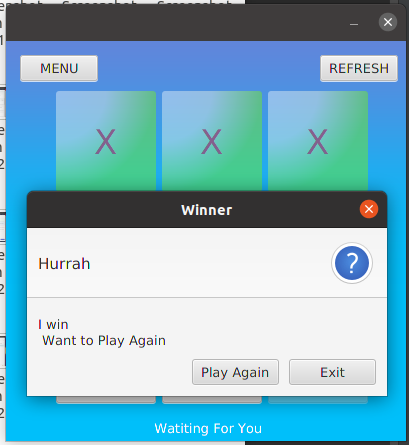 MENU
REFRESH
X X X
Winner
Hurrah
?
I win
Want to Play Again
Play Again
Exit
Watiting For You